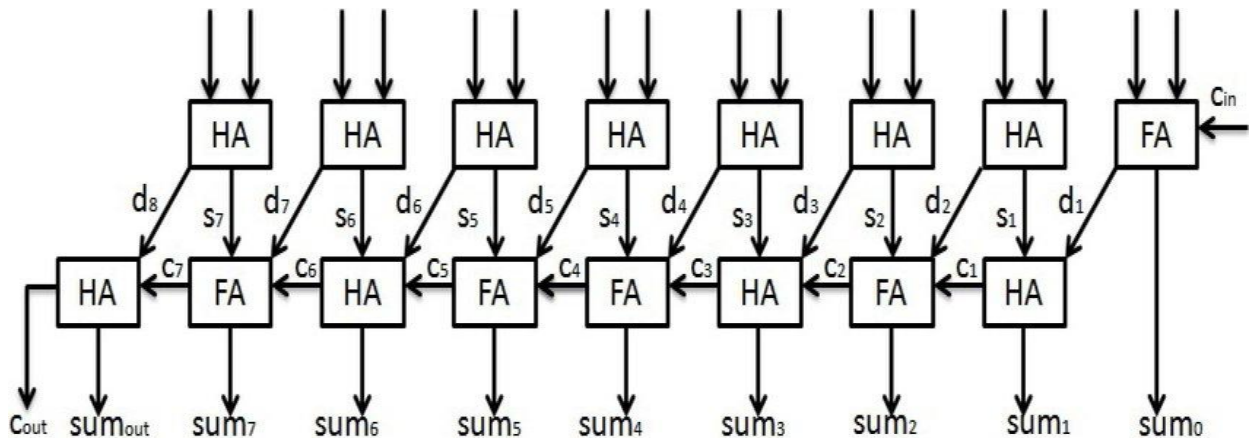 Cin
HA HA HA HA HA HA HA FA
d8 s7 d7 s6 d6 s5 d5 s4 d4 s3 d3 s2 d2 s1 d1
c7 c6 c5 c4 c3 c2 c1
HA FA HA FA FA HA FA HA
cout sumout sum7 sum6 sum5 sum4 sum3 sum2 sum1 sum0